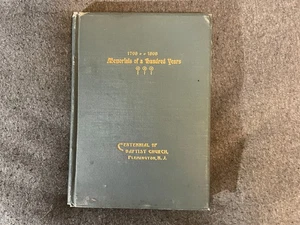 1798 • • 1898
Memorials of a Hundred Years
Centennial of
Baptist Church,
Flemington, N. J.